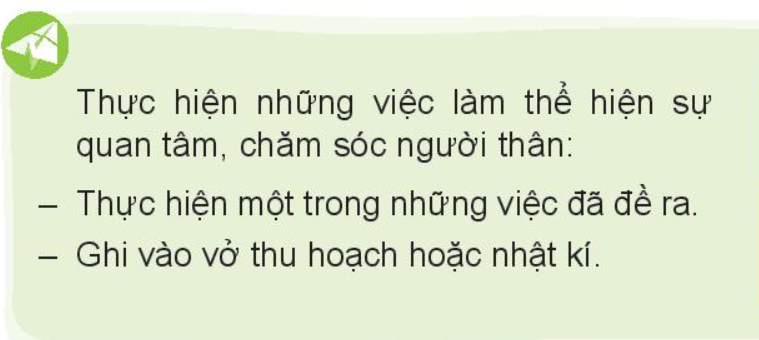 Thực hiện những việc làm thể hiện sự
quan tâm, chăm sóc người thân:
– Thực hiện một trong những việc đã đề ra.
– Ghi vào vở thu hoạch hoặc nhật kí.